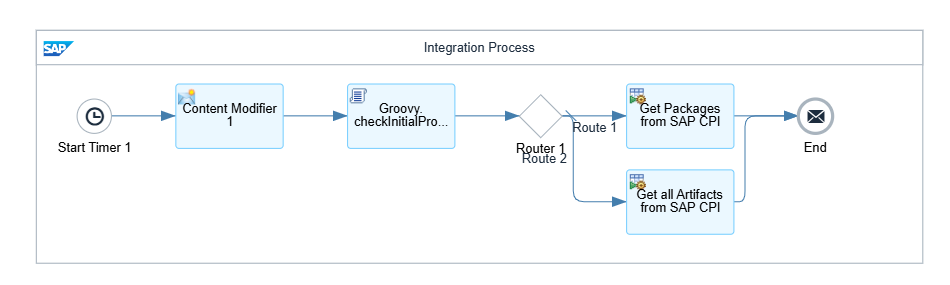 SAP
Integration Process
Start Timer 1
Content Modifier
1
Groovy
checkInitialPro...
Router 1
Route 1
Route 2
Get Packages
from SAP CPI
Get all Artifacts
from SAP CPI
End